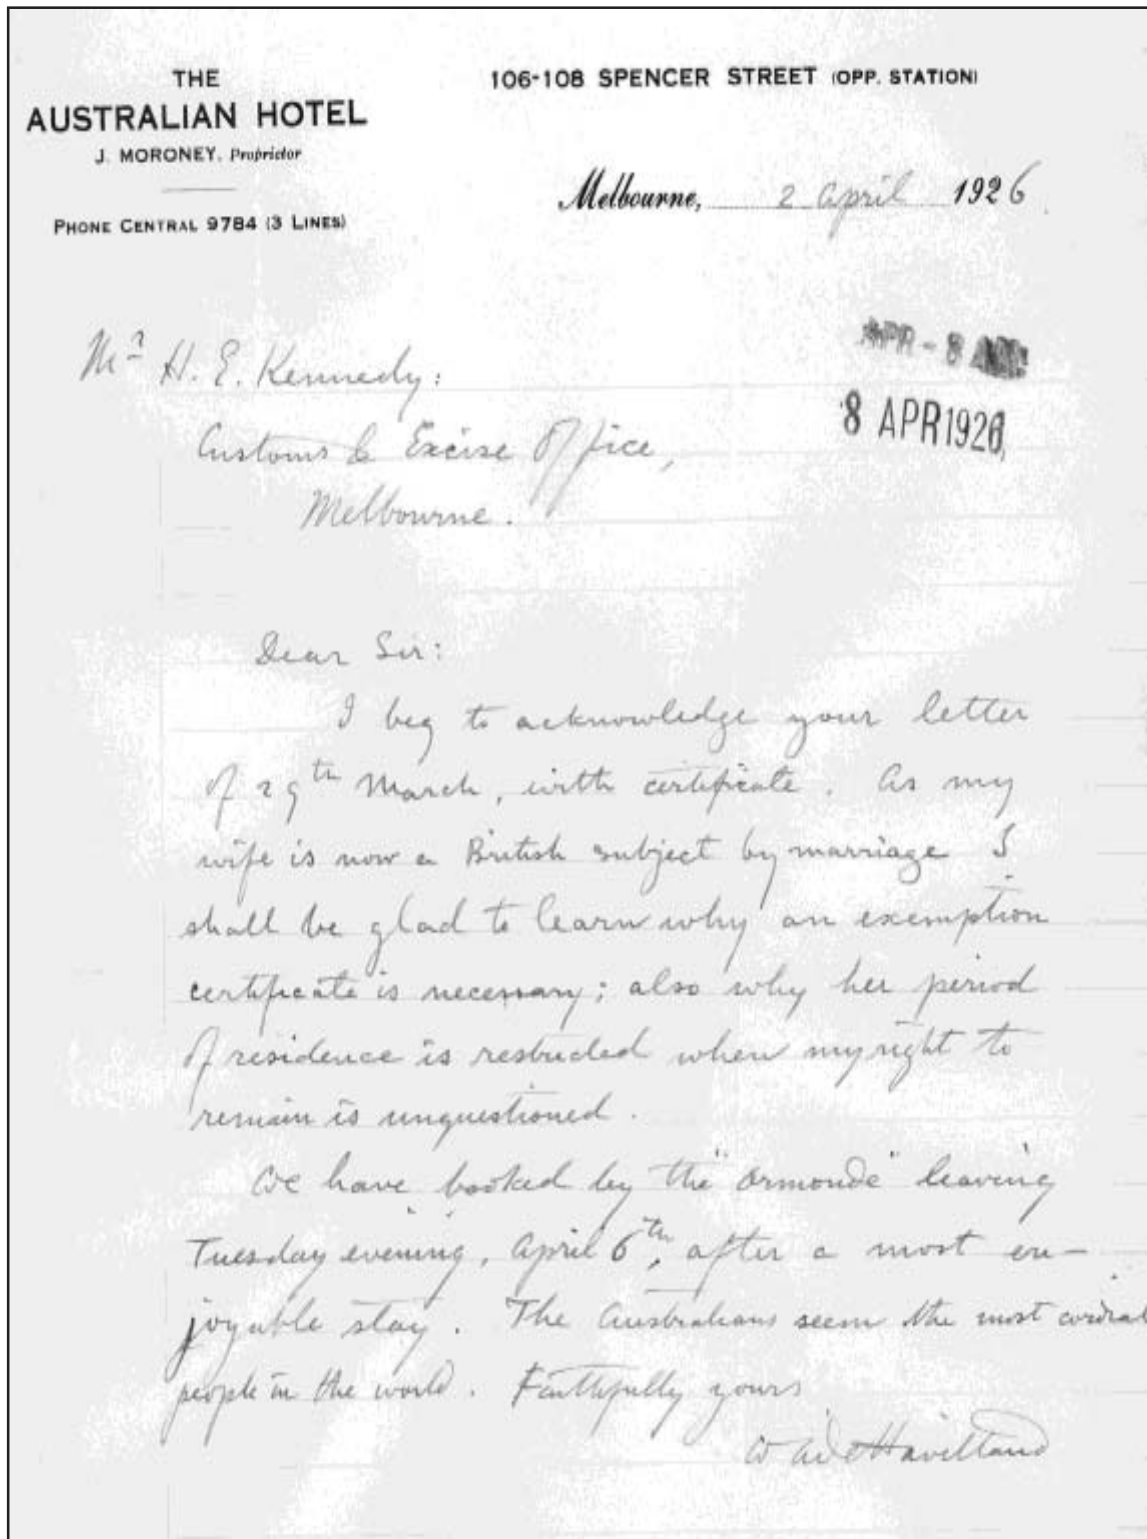 THE
AUSTRALIAN HOTEL
J. MORONEY, Proprietor
PHONE CENTRAL 9784 (3 LINES)
106-108 SPENCER STREET (OPP. STATION)
Melbourne, 2 April 1926
APR - 8
8 APR 1926
Mr H. E. Kennedy:
Customs & Excise Office,
Melbourne.
Dear Sir:
I beg to acknowledge your letter
of 29th March, with certificate. As my
wife is now a British subject by marriage I
shall be glad to learn why an exemption
certificate is necessary; also why her period
of residence is restricted when my right to
remain is unquestioned.
We have booked by the "Ormonde" leaving
Tuesday evening, April 6th, after a most en-
joyable stay. The Australians seem the most cordial
people in the world. Faithfully yours
W A de Havilland